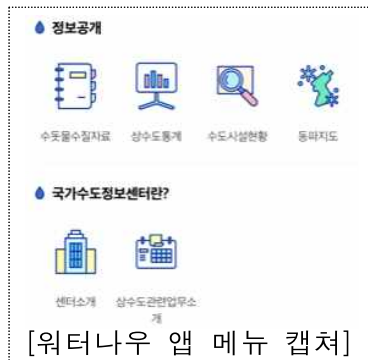 정보공개
수돗물수질자료 상수도통계 수도시설현황 동파지도
국가수도정보센터란?
센터소개 상수도관련업무소
개
[워터나우 앱 메뉴 캡쳐]